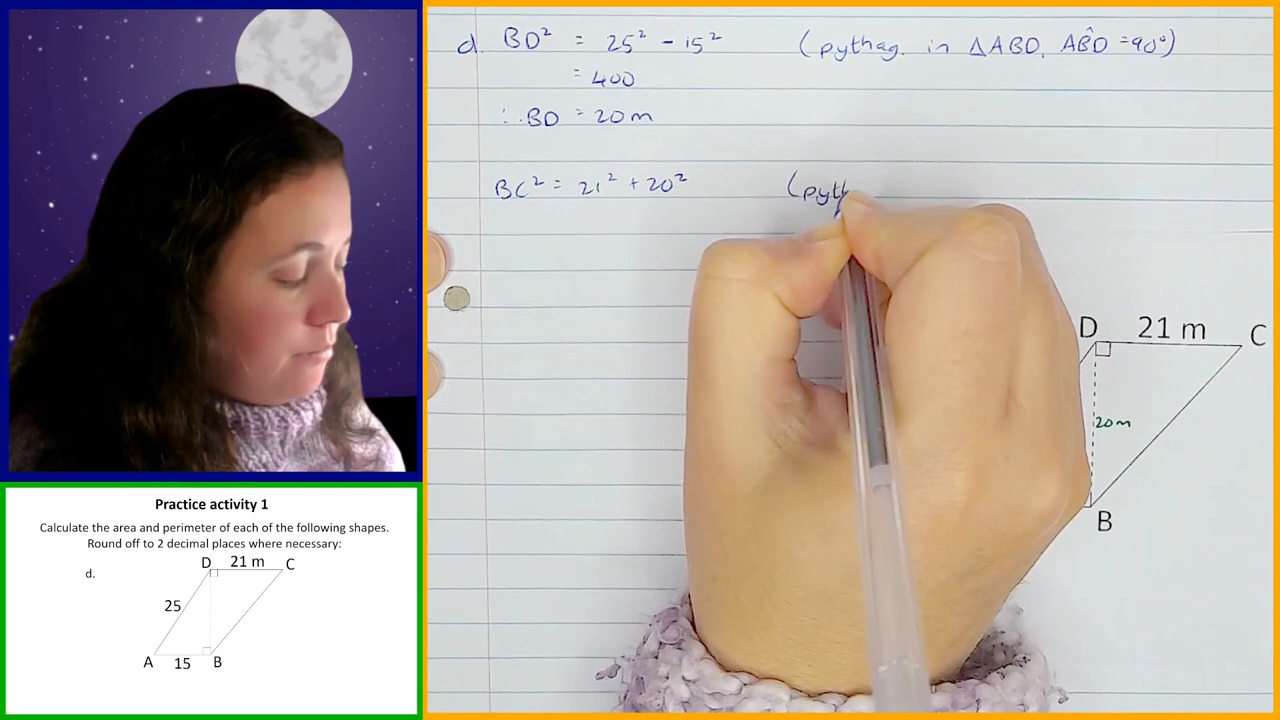 d. BD² = 25² - 15² (pythag. in ΔABD, AB̂D = 90°)
= 400
∴ BD = 20m
BC² = 21² + 20² (pyth
D 21 m C
20m
B
Practice activity 1
Calculate the area and perimeter of each of the following shapes.
Round off to 2 decimal places where necessary:
d.
D 21 m C
25
A 15 B